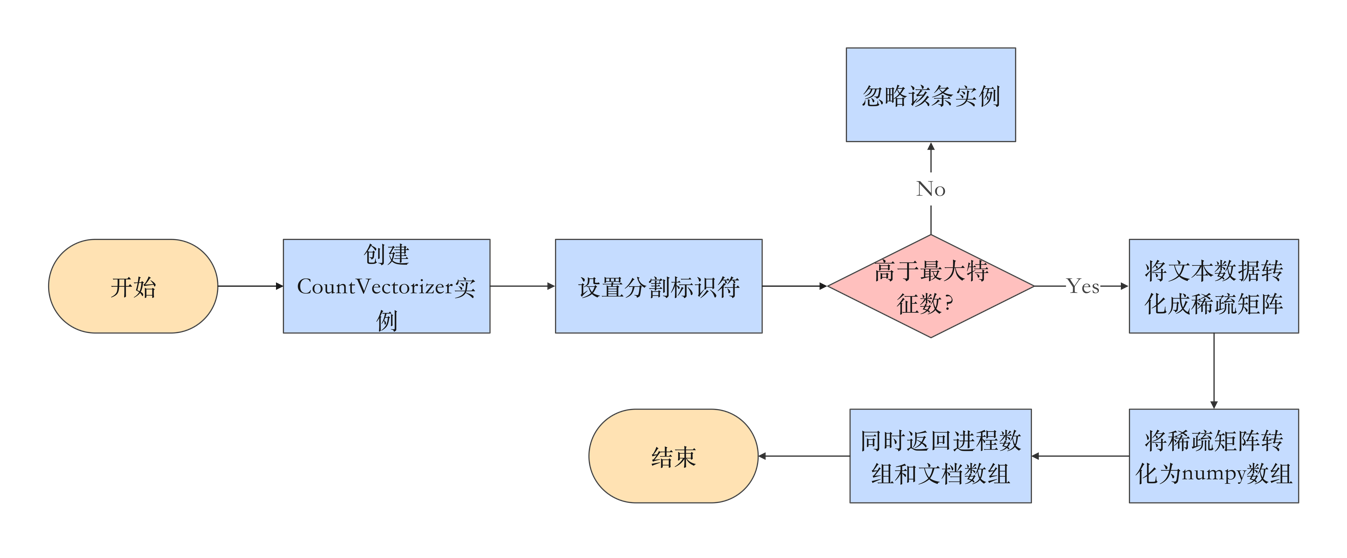 忽略该条实例
No
开始
创建
CountVectorizer实
例
设置分割标识符
高于最大特
征数?
Yes
将文本数据转
化成稀疏矩阵
将稀疏矩阵转
化为numpy数组
同时返回进程数
组和文档数组
结束